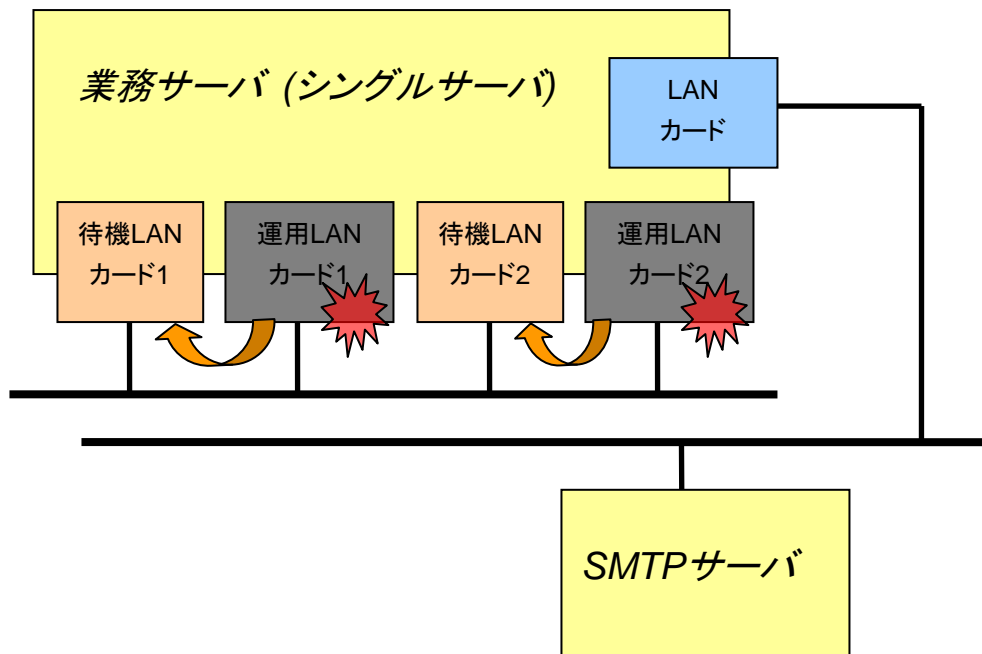 業務サーバ (シングルサーバ)
LAN
カード
待機LAN
カード1
運用LAN
カード1
待機LAN
カード2
運用LAN
カード2
SMTPサーバ